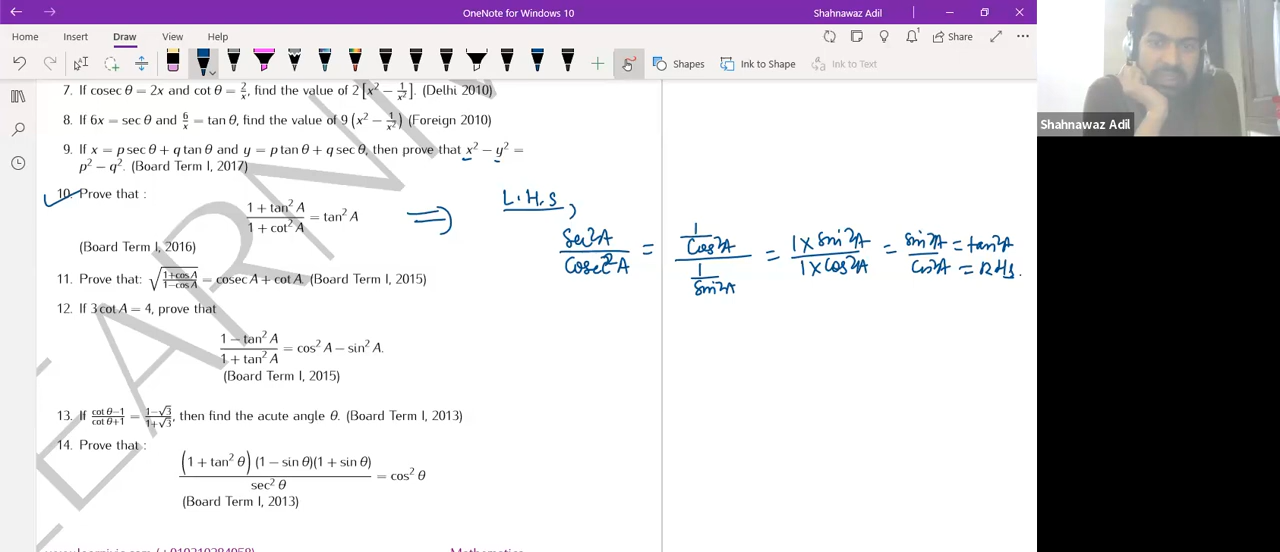 OneNote for Windows 10
Shahnawaz Adil
Home Insert Draw View Help
Share
Shapes Ink to Shape Ink to Text
7. If cosec θ = 2x and cot θ = 2/x, find the value of 2 [x² − 1/x²]. (Delhi 2010)
8. If 6x = sec θ and 6/x = tan θ, find the value of 9 (x² − 1/x²) (Foreign 2010)
9. If x = p sec θ + q tan θ and y = p tan θ + q sec θ, then prove that x² − y² =
p² − q². (Board Term I, 2017)
10. Prove that :
(1 + tan² A)/(1 + cot² A) = tan² A
(Board Term I, 2016)
⇒ L.H.S,
Sec²A/Cosec²A = (1/Cos²A)/(1/Sin²A) = (1 × Sin²A)/(1 × Cos²A) = Sin²A/Cos²A = tan²A
= RHS.
11. Prove that: √((1+cos A)/(1−cos A)) = cosec A + cot A (Board Term I, 2015)
12. If 3 cot A = 4, prove that
(1 − tan² A)/(1 + tan² A) = cos² A − sin² A.
(Board Term I, 2015)
13. If (cot θ−1)/(cot θ+1) = (1−√3)/(1+√3), then find the acute angle θ. (Board Term I, 2013)
14. Prove that :
((1 + tan² θ) (1 − sin θ)(1 + sin θ))/(sec² θ) = cos² θ
(Board Term I, 2013)
LEARN
Shahnawaz Adil